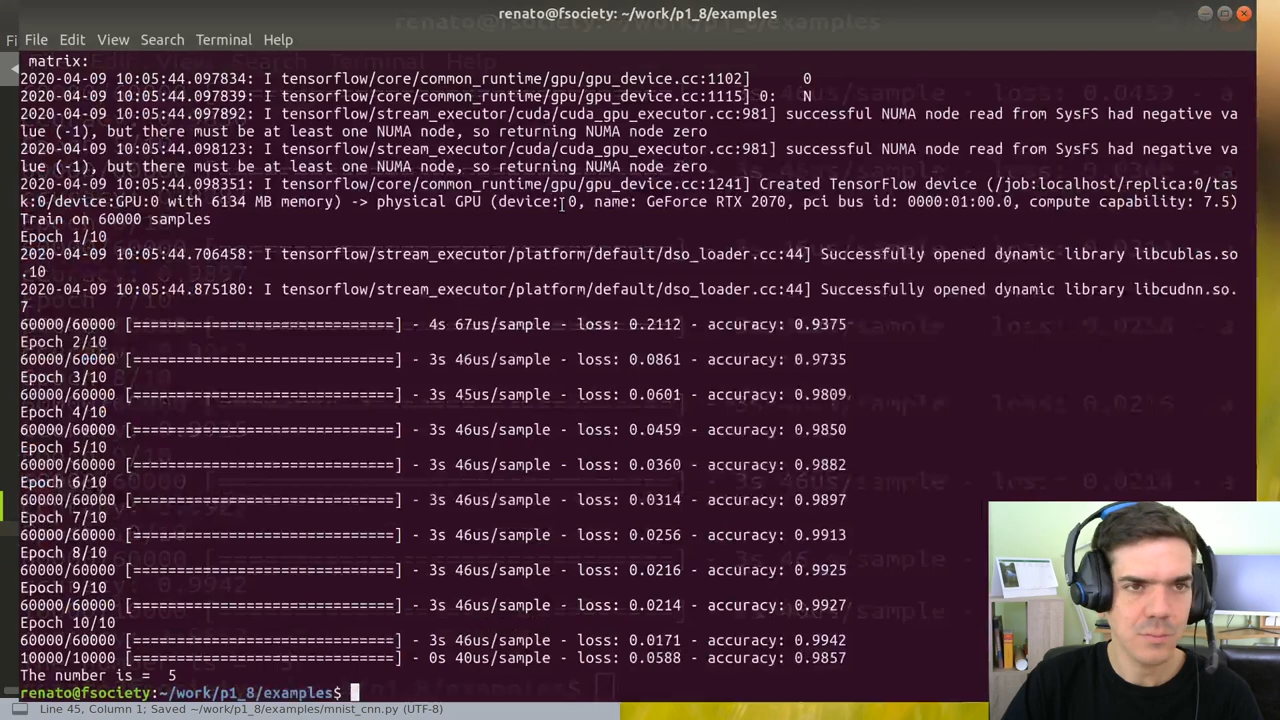 renato@fsociety: ~/work/p1_8/examples
Fi File Edit View Search Terminal Help
matrix:
2020-04-09 10:05:44.097834: I tensorflow/core/common_runtime/gpu/gpu_device.cc:1102]      0
2020-04-09 10:05:44.097839: I tensorflow/core/common_runtime/gpu/gpu_device.cc:1115] 0:   N
2020-04-09 10:05:44.097892: I tensorflow/stream_executor/cuda/cuda_gpu_executor.cc:981] successful NUMA node read from SysFS had negative va
lue (-1), but there must be at least one NUMA node, so returning NUMA node zero
2020-04-09 10:05:44.098123: I tensorflow/stream_executor/cuda/cuda_gpu_executor.cc:981] successful NUMA node read from SysFS had negative va
lue (-1), but there must be at least one NUMA node, so returning NUMA node zero
2020-04-09 10:05:44.098351: I tensorflow/core/common_runtime/gpu/gpu_device.cc:1241] Created TensorFlow device (/job:localhost/replica:0/tas
k:0/device:GPU:0 with 6134 MB memory) -> physical GPU (device: 0, name: GeForce RTX 2070, pci bus id: 0000:01:00.0, compute capability: 7.5)
Train on 60000 samples
Epoch 1/10
2020-04-09 10:05:44.706458: I tensorflow/stream_executor/platform/default/dso_loader.cc:44] Successfully opened dynamic library libcublas.so
.10
2020-04-09 10:05:44.875180: I tensorflow/stream_executor/platform/default/dso_loader.cc:44] Successfully opened dynamic library libcudnn.so.
7
60000/60000 [==============================] - 4s 67us/sample - loss: 0.2112 - accuracy: 0.9375
Epoch 2/10
60000/60000 [==============================] - 3s 46us/sample - loss: 0.0861 - accuracy: 0.9735
Epoch 3/10
60000/60000 [==============================] - 3s 45us/sample - loss: 0.0601 - accuracy: 0.9809
Epoch 4/10
60000/60000 [==============================] - 3s 46us/sample - loss: 0.0459 - accuracy: 0.9850
Epoch 5/10
60000/60000 [==============================] - 3s 46us/sample - loss: 0.0360 - accuracy: 0.9882
Epoch 6/10
60000/60000 [==============================] - 3s 46us/sample - loss: 0.0314 - accuracy: 0.9897
Epoch 7/10
60000/60000 [==============================] - 3s 46us/sample - loss: 0.0256 - accuracy: 0.9913
Epoch 8/10
60000/60000 [==============================] - 3s 46us/sample - loss: 0.0216 - accuracy: 0.9925
Epoch 9/10
60000/60000 [==============================] - 3s 46us/sample - loss: 0.0214 - accuracy: 0.9927
Epoch 10/10
60000/60000 [==============================] - 3s 46us/sample - loss: 0.0171 - accuracy: 0.9942
10000/10000 [==============================] - 0s 40us/sample - loss: 0.0588 - accuracy: 0.9857
The number is =  5
renato@fsociety:~/work/p1_8/examples$
Line 45, Column 1; Saved ~/work/p1_8/examples/mnist_cnn.py (UTF-8)